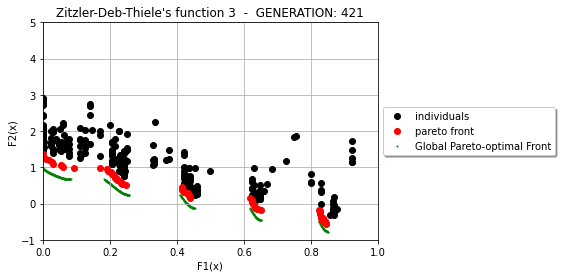 Zitzler-Deb-Thiele's function 3 - GENERATION: 421
5
4
3
2
1
0
−1
F2(x)
0.0 0.2 0.4 0.6 0.8 1.0
F1(x)
individuals
pareto front
Global Pareto-optimal Front